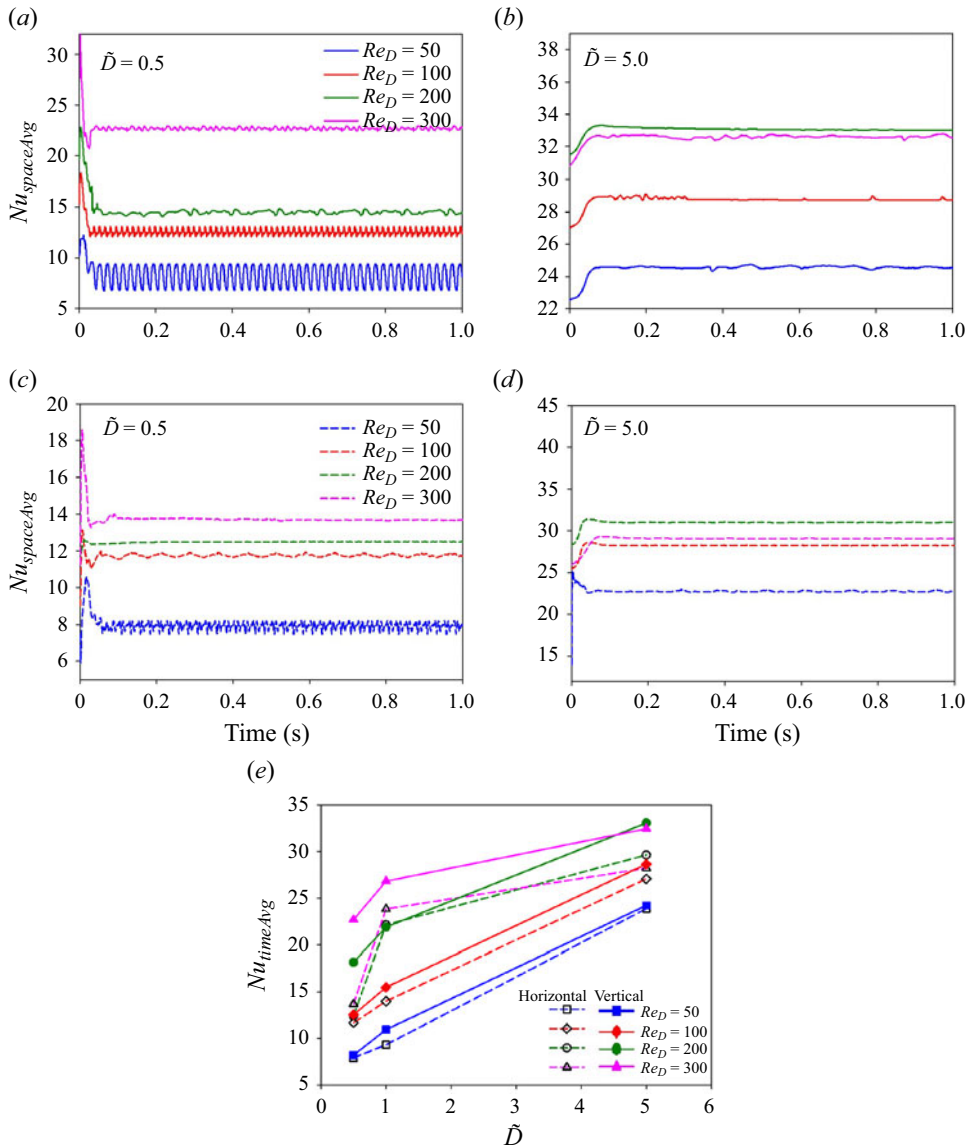 (a)
(b)
32
27
22
17
15
10
5
Nu_spaceAvg
D̃ = 0.5
Re_D = 50
Re_D = 100
Re_D = 200
Re_D = 300
0 0.2 0.4 0.6 0.8 1.0
38
36
34
32
30
28
26
24
22
D̃ = 5.0
0 0.2 0.4 0.6 0.8 1.0
(c)
(d)
20
18
16
14
12
10
8
6
Nu_spaceAvg
D̃ = 0.5
Re_D = 50
Re_D = 100
Re_D = 200
Re_D = 300
0 0.2 0.4 0.6 0.8 1.0
Time (s)
45
40
35
30
25
20
15
D̃ = 5.0
0 0.2 0.4 0.6 0.8 1.0
Time (s)
(e)
35
30
25
20
15
10
5
Nu_timeAvg
Horizontal Vertical
Re_D = 50
Re_D = 100
Re_D = 200
Re_D = 300
0 1 2 3 4 5 6
D̃